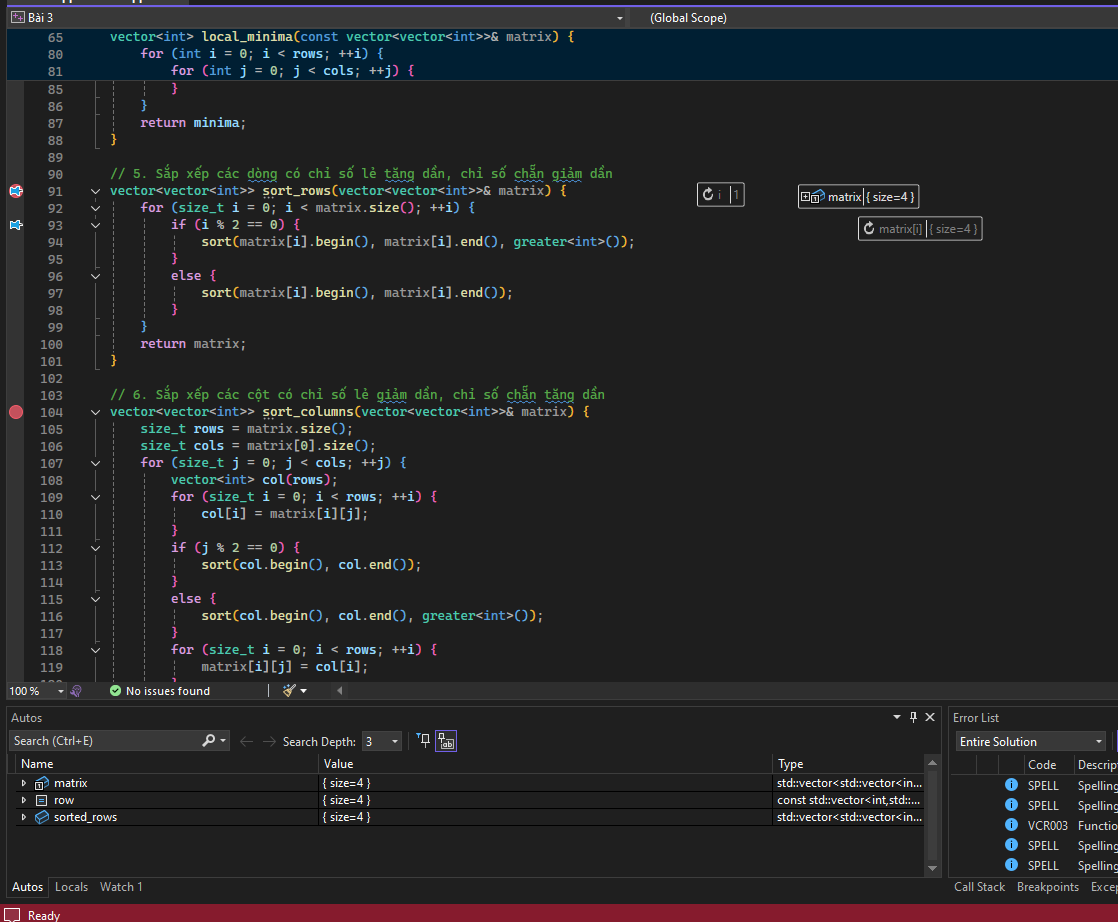 Bài 3
(Global Scope)
65 vector<int> local_minima(const vector<vector<int>>& matrix) {
80 for (int i = 0; i < rows; ++i) {
81 for (int j = 0; j < cols; ++j) {
85 }
86 }
87 return minima;
88 }
89
90 // 5. Sắp xếp các dòng có chỉ số lẻ tăng dần, chỉ số chẵn giảm dần
91 vector<vector<int>> sort_rows(vector<vector<int>>& matrix) {
i 1
matrix { size=4 }
92 for (size_t i = 0; i < matrix.size(); ++i) {
93 if (i % 2 == 0) {
matrix[i] { size=4 }
94 sort(matrix[i].begin(), matrix[i].end(), greater<int>());
95 }
96 else {
97 sort(matrix[i].begin(), matrix[i].end());
98 }
99 }
100 return matrix;
101 }
102
103 // 6. Sắp xếp các cột có chỉ số lẻ giảm dần, chỉ số chẵn tăng dần
104 vector<vector<int>> sort_columns(vector<vector<int>>& matrix) {
105 size_t rows = matrix.size();
106 size_t cols = matrix[0].size();
107 for (size_t j = 0; j < cols; ++j) {
108 vector<int> col(rows);
109 for (size_t i = 0; i < rows; ++i) {
110 col[i] = matrix[i][j];
111 }
112 if (j % 2 == 0) {
113 sort(col.begin(), col.end());
114 }
115 else {
116 sort(col.begin(), col.end(), greater<int>());
117 }
118 for (size_t i = 0; i < rows; ++i) {
119 matrix[i][j] = col[i];
100 % No issues found
Autos
Search (Ctrl+E) Search Depth: 3
Name Value Type
matrix { size=4 } std::vector<std::vector<in...
row { size=4 } const std::vector<int,std::...
sorted_rows { size=4 } std::vector<std::vector<in...
Autos Locals Watch 1
Error List
Entire Solution
Code Descrip
SPELL Spelling
SPELL Spelling
VCR003 Functio
SPELL Spelling
SPELL Spelling
Call Stack Breakpoints Excep
Ready